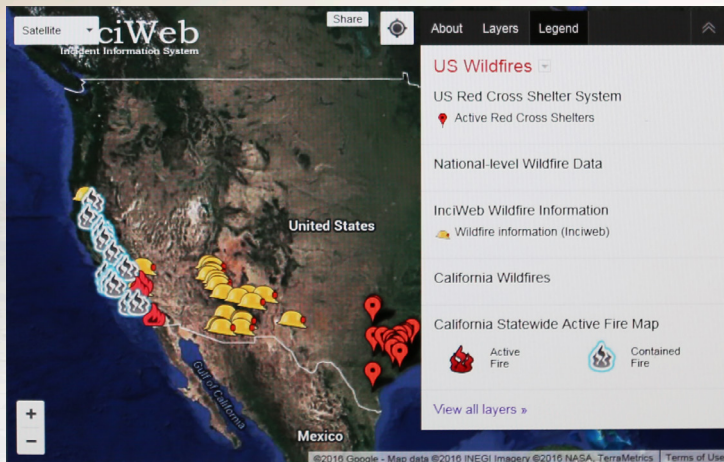 Satellite
ciWeb
Incident Information System
Share
About Layers Legend
US Wildfires
US Red Cross Shelter System
Active Red Cross Shelters
National-level Wildfire Data
InciWeb Wildfire Information
Wildfire information (Inciweb)
California Wildfires
California Statewide Active Fire Map
Active
Fire
Contained
Fire
View all layers »
United States
Gulf of California
Mexico
+
−
©2016 Google - Map data ©2016 INEGI Imagery ©2016 NASA, TerraMetrics
Terms of Use